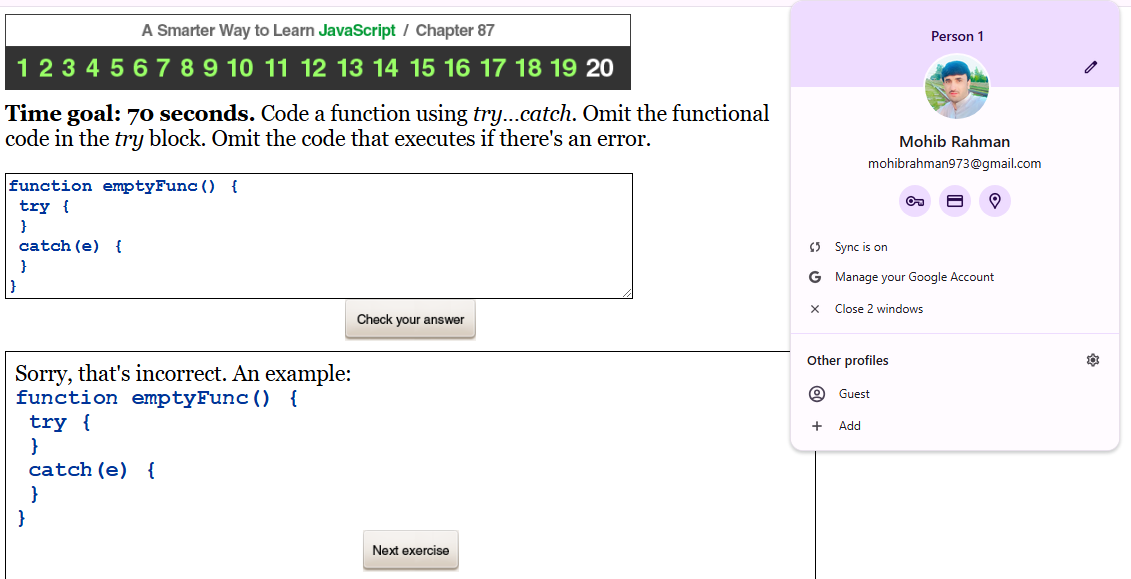 A Smarter Way to Learn JavaScript / Chapter 87
1 2 3 4 5 6 7 8 9 10 11 12 13 14 15 16 17 18 19 20
Time goal: 70 seconds. Code a function using try...catch. Omit the functional
code in the try block. Omit the code that executes if there's an error.
function emptyFunc() {
try {
}
catch(e) {
}
}
Check your answer
Sorry, that's incorrect. An example:
function emptyFunc() {
try {
}
catch(e) {
}
}
Next exercise
Person 1
Mohib Rahman
mohibrahman973@gmail.com
Sync is on
G Manage your Google Account
Close 2 windows
Other profiles
Guest
Add